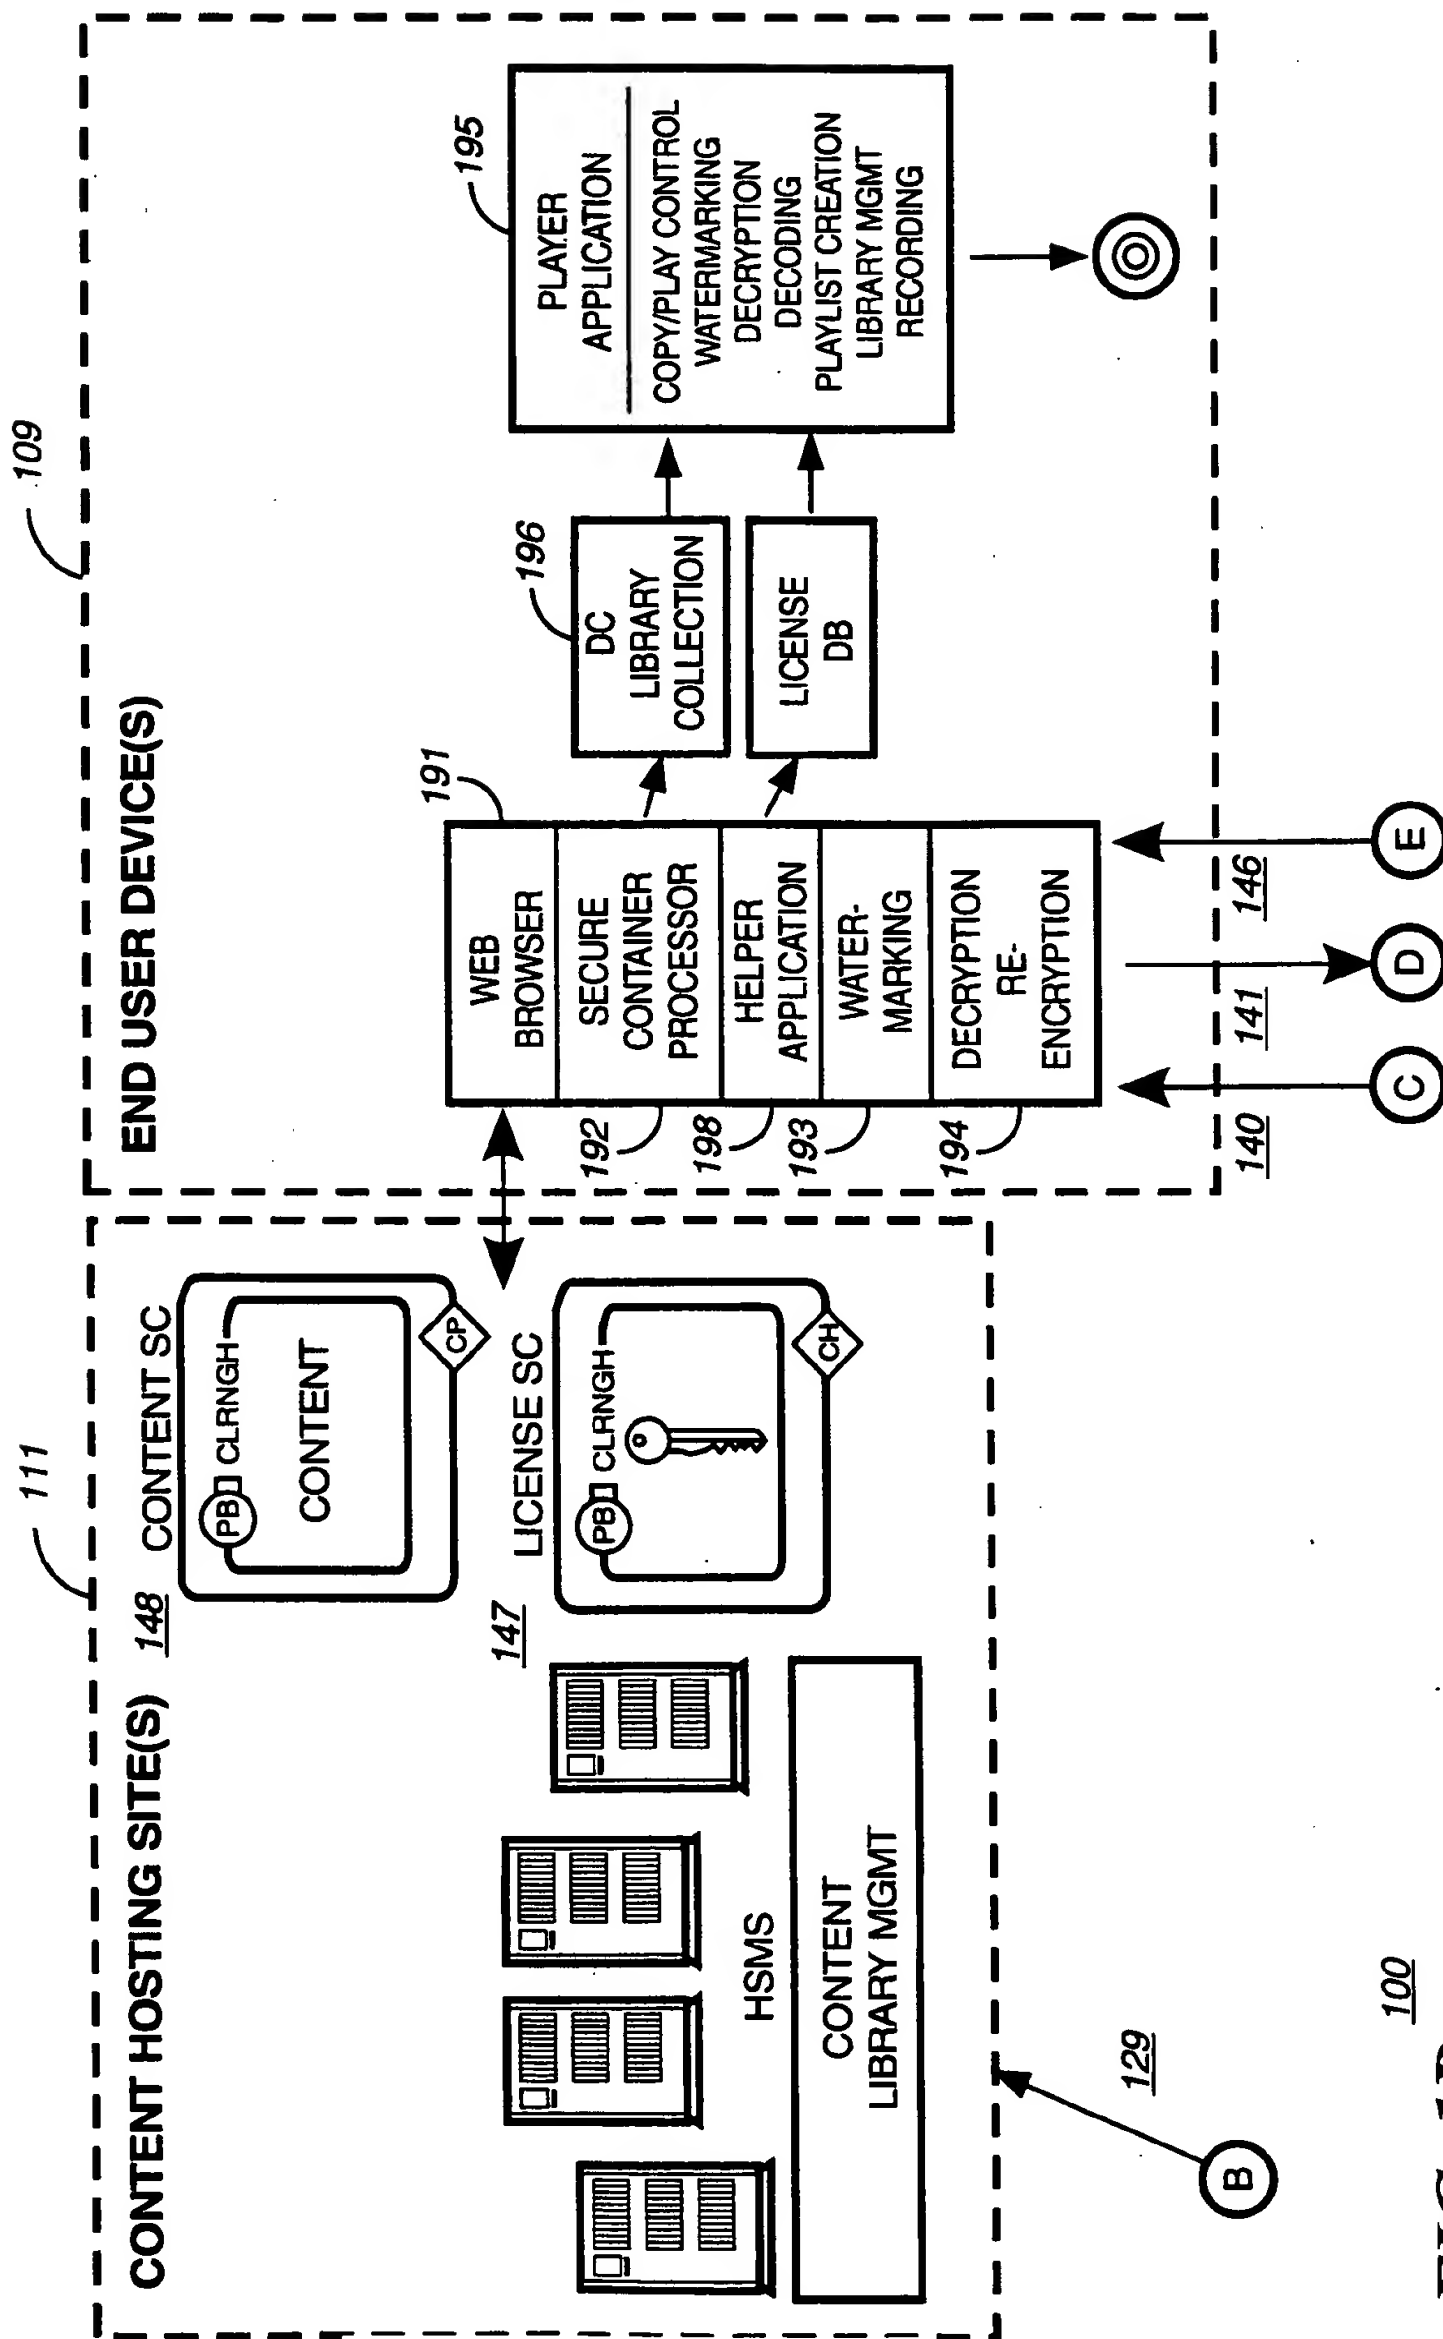 111
CONTENT HOSTING SITE(S)
148
CONTENT SC
PB
CLRNGH
CONTENT
CP
147
LICENSE SC
PB
CLRNGH
CH
HSMS
CONTENT
LIBRARY MGMT
129
B
109
END USER DEVICE(S)
191
WEB
BROWSER
SECURE
CONTAINER
PROCESSOR
192
HELPER
APPLICATION
198
WATER-
MARKING
193
DECRYPTION
RE-
ENCRYPTION
194
196
DC
LIBRARY
COLLECTION
LICENSE
DB
195
PLAYER
APPLICATION
COPY/PLAY CONTROL
WATERMARKING
DECRYPTION
DECODING
PLAYLIST CREATION
LIBRARY MGMT
RECORDING
140
141
146
C
D
E
100